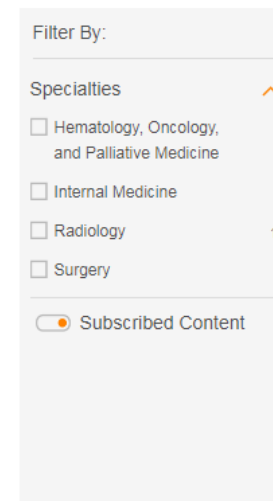 Filter By:
Specialties
Hematology, Oncology,
and Palliative Medicine
Internal Medicine
Radiology
Surgery
Subscribed Content